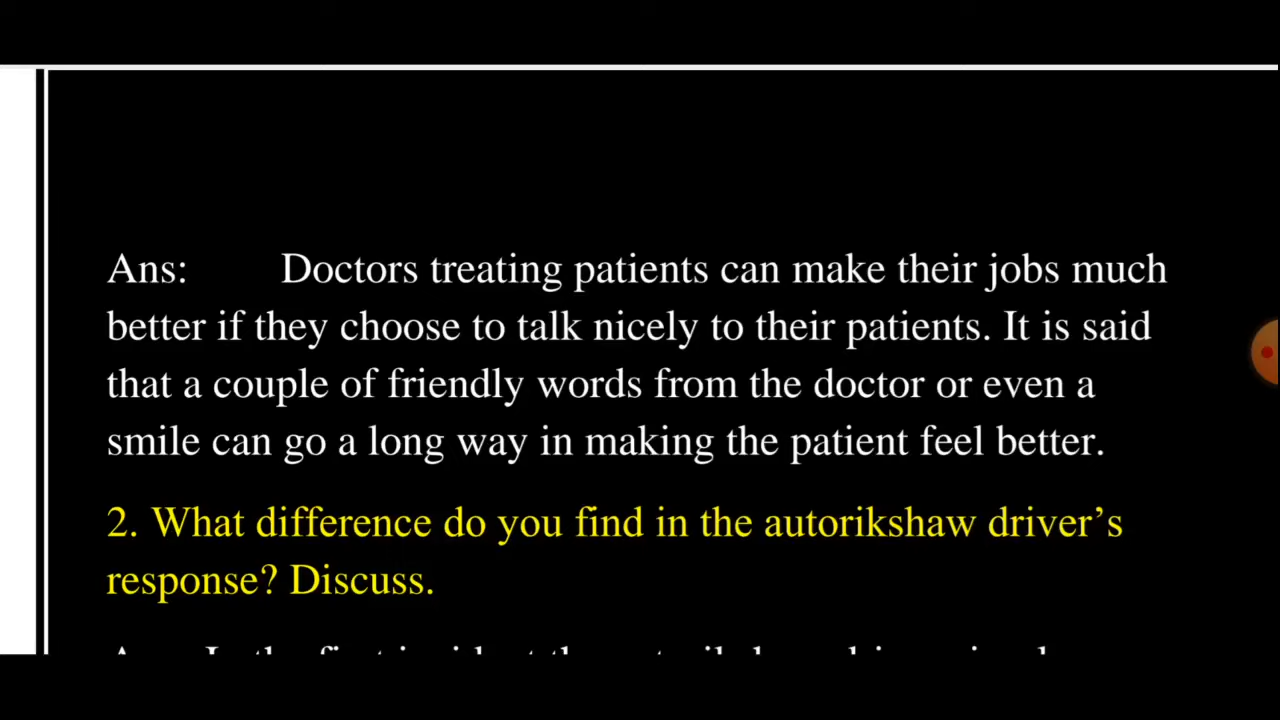 Ans: Doctors treating patients can make their jobs much
better if they choose to talk nicely to their patients. It is said
that a couple of friendly words from the doctor or even a
smile can go a long way in making the patient feel better.
2. What difference do you find in the autorikshaw driver’s
response? Discuss.